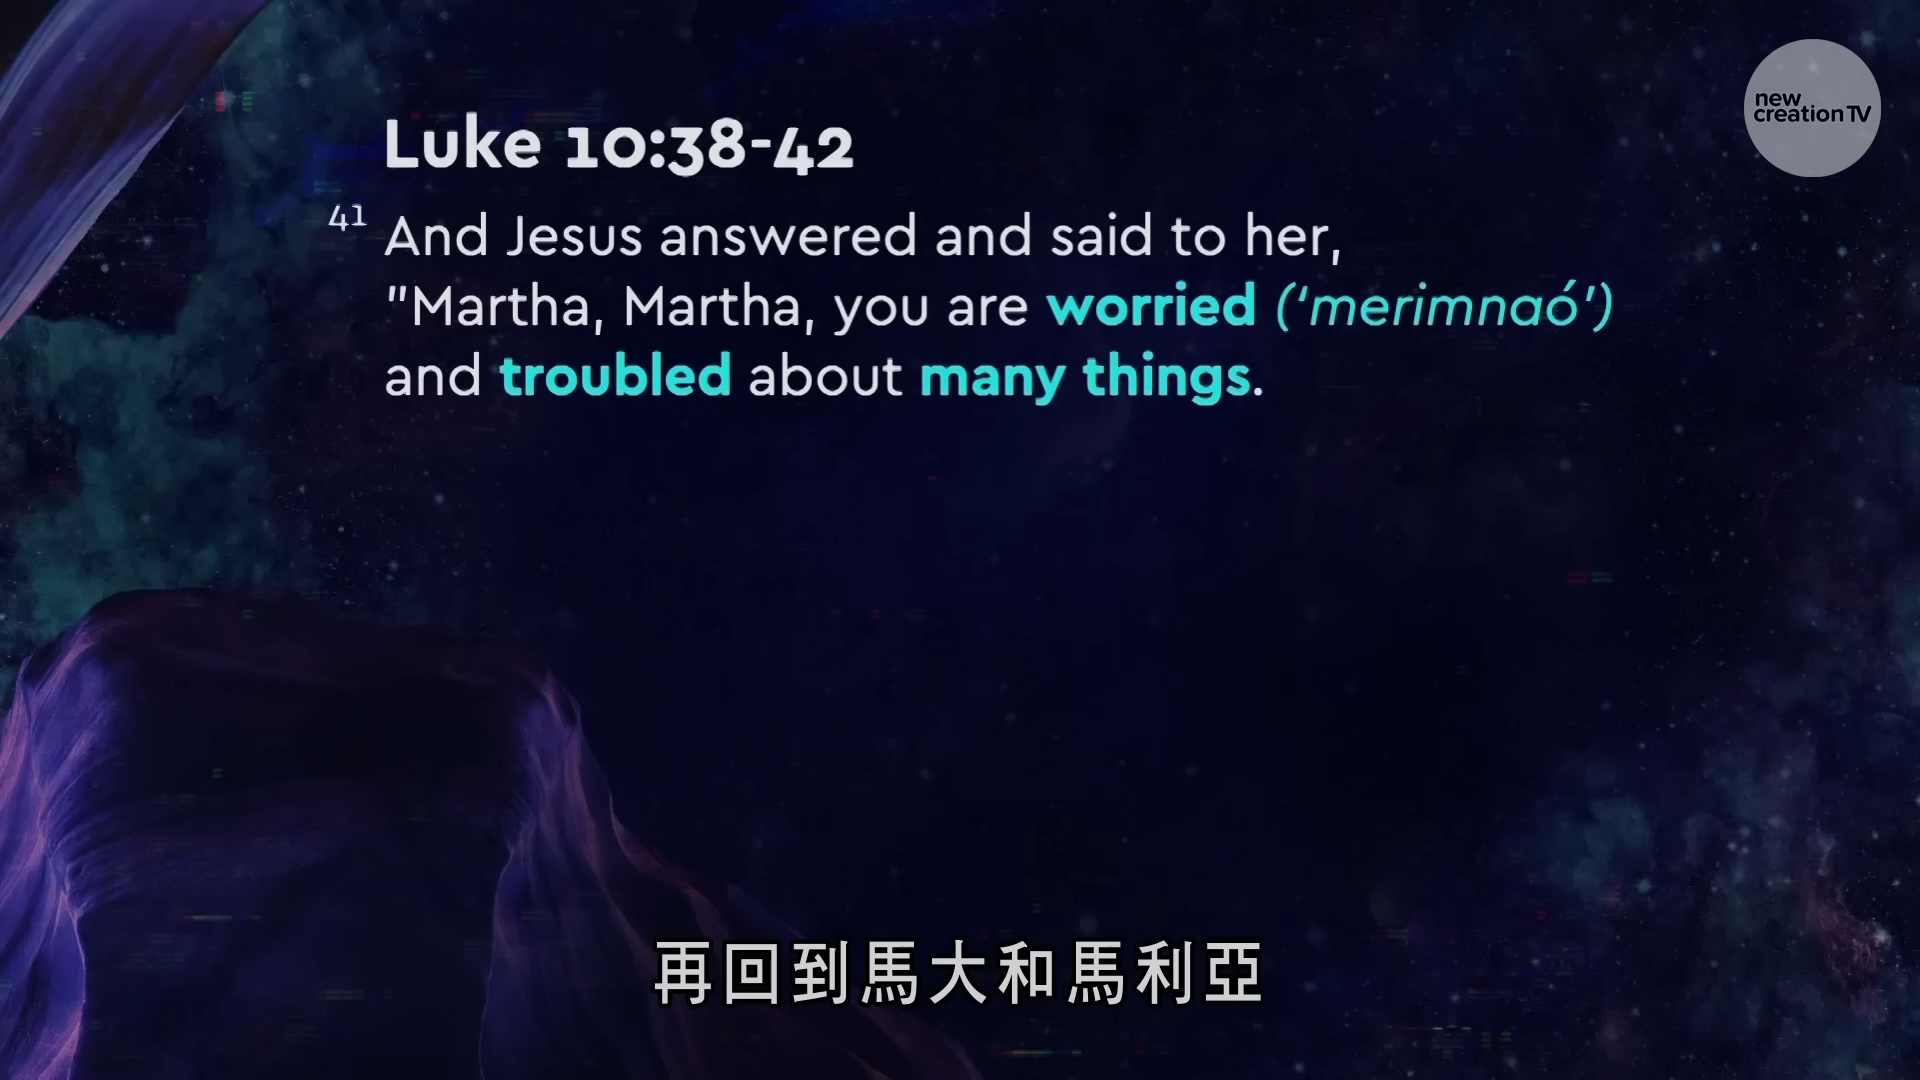 new
creation TV
Luke 10:38-42
41 And Jesus answered and said to her,
"Martha, Martha, you are worried (‘merimnaó’)
and troubled about many things.
再回到馬大和馬利亞